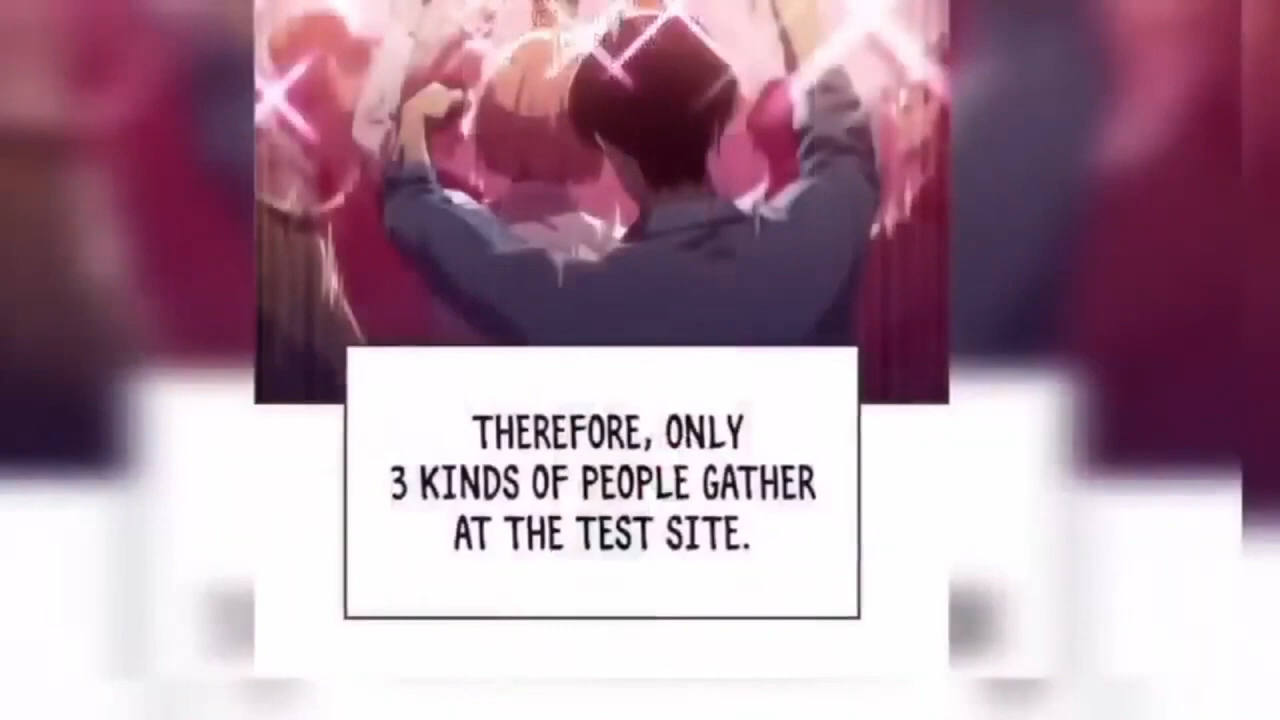 THEREFORE, ONLY
3 KINDS OF PEOPLE GATHER
AT THE TEST SITE.